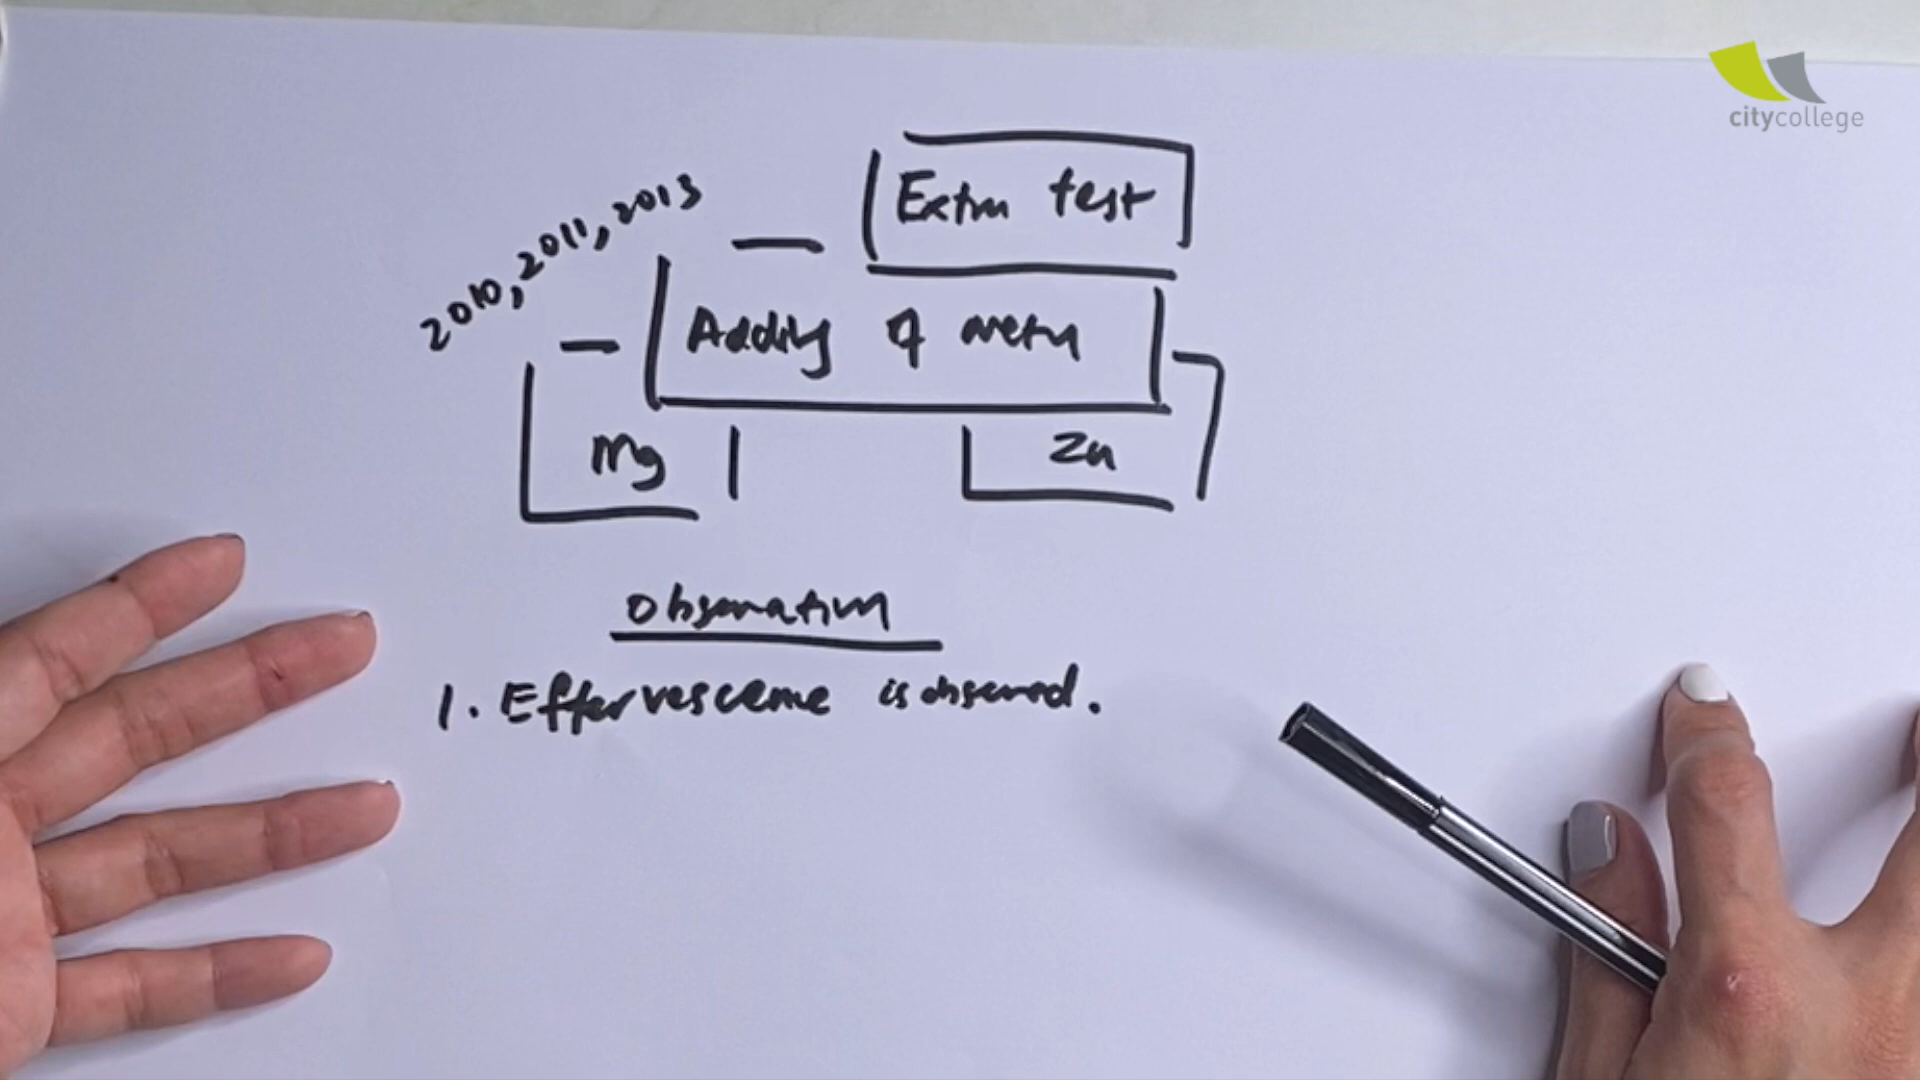 citycollege
Extra test
2010, 2011, 2013
Adding of metal
Mg
Zn
Observation
1. Effervescence is observed.